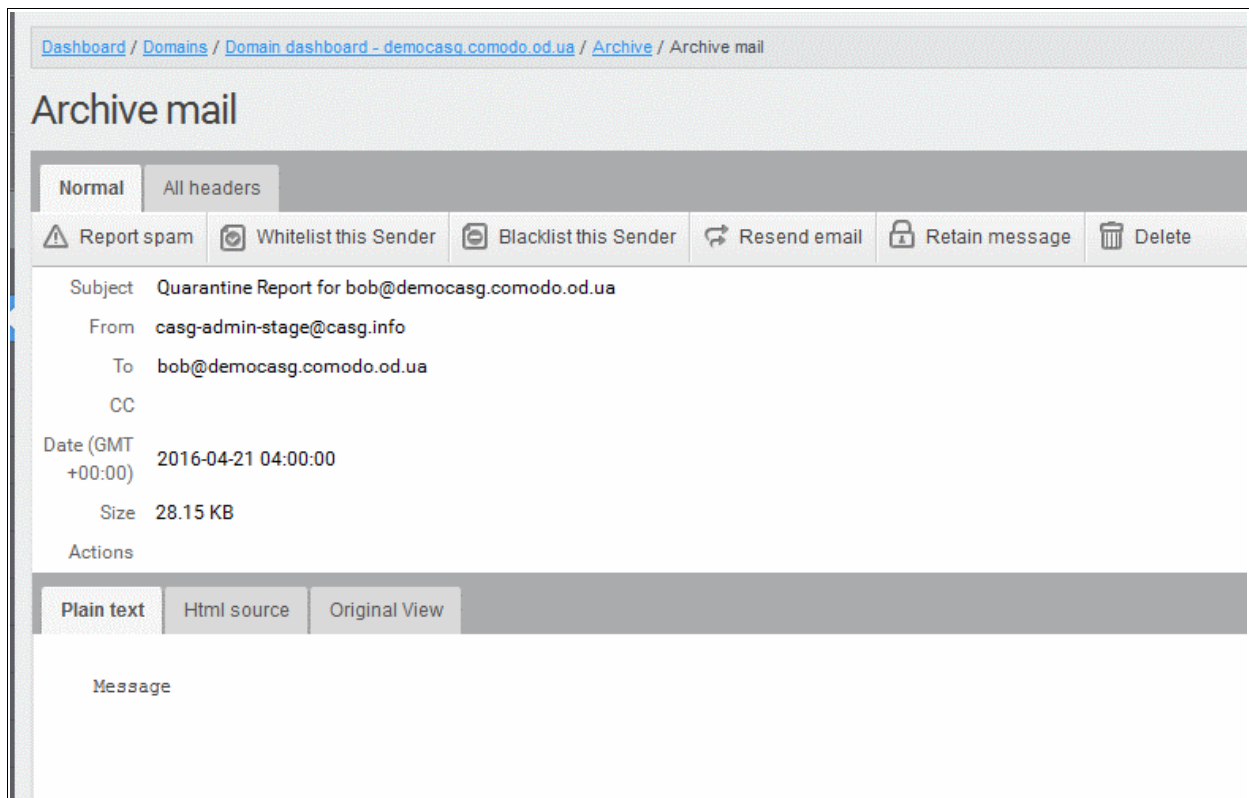 Dashboard / Domains / Domain dashboard - democasg.comodo.od.ua / Archive / Archive mail
Archive mail
Normal All headers
Report spam Whitelist this Sender Blacklist this Sender Resend email Retain message Delete
Subject Quarantine Report for bob@democasg.comodo.od.ua
From casg-admin-stage@casg.info
To bob@democasg.comodo.od.ua
CC
Date (GMT
+00:00) 2016-04-21 04:00:00
Size 28.15 KB
Actions
Plain text Html source Original View
Message